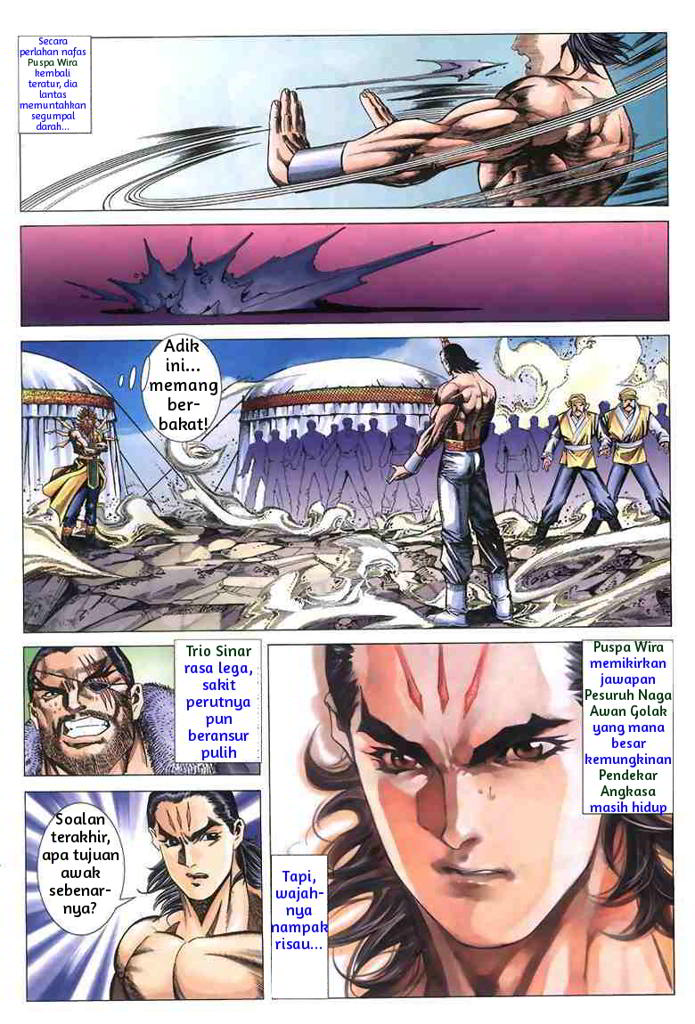 Secara
perlahan nafas
Puspa Wira
kembali
teratur, dia
lantas
memuntahkan
segumpal
darah...
Adik
ini...
memang
ber-
bakat!
Trio Sinar
rasa lega,
sakit
perutnya
pun
beransur
pulih
Puspa Wira
memikirkan
jawapan
Pesuruh Naga
Awan Golak
yang mana
besar
kemungkinan
Pendekar
Angkasa
masih hidup
Soalan
terakhir,
apa tujuan
awak
sebenar-
nya?
Tapi,
wajah-
nya
nampak
risau...